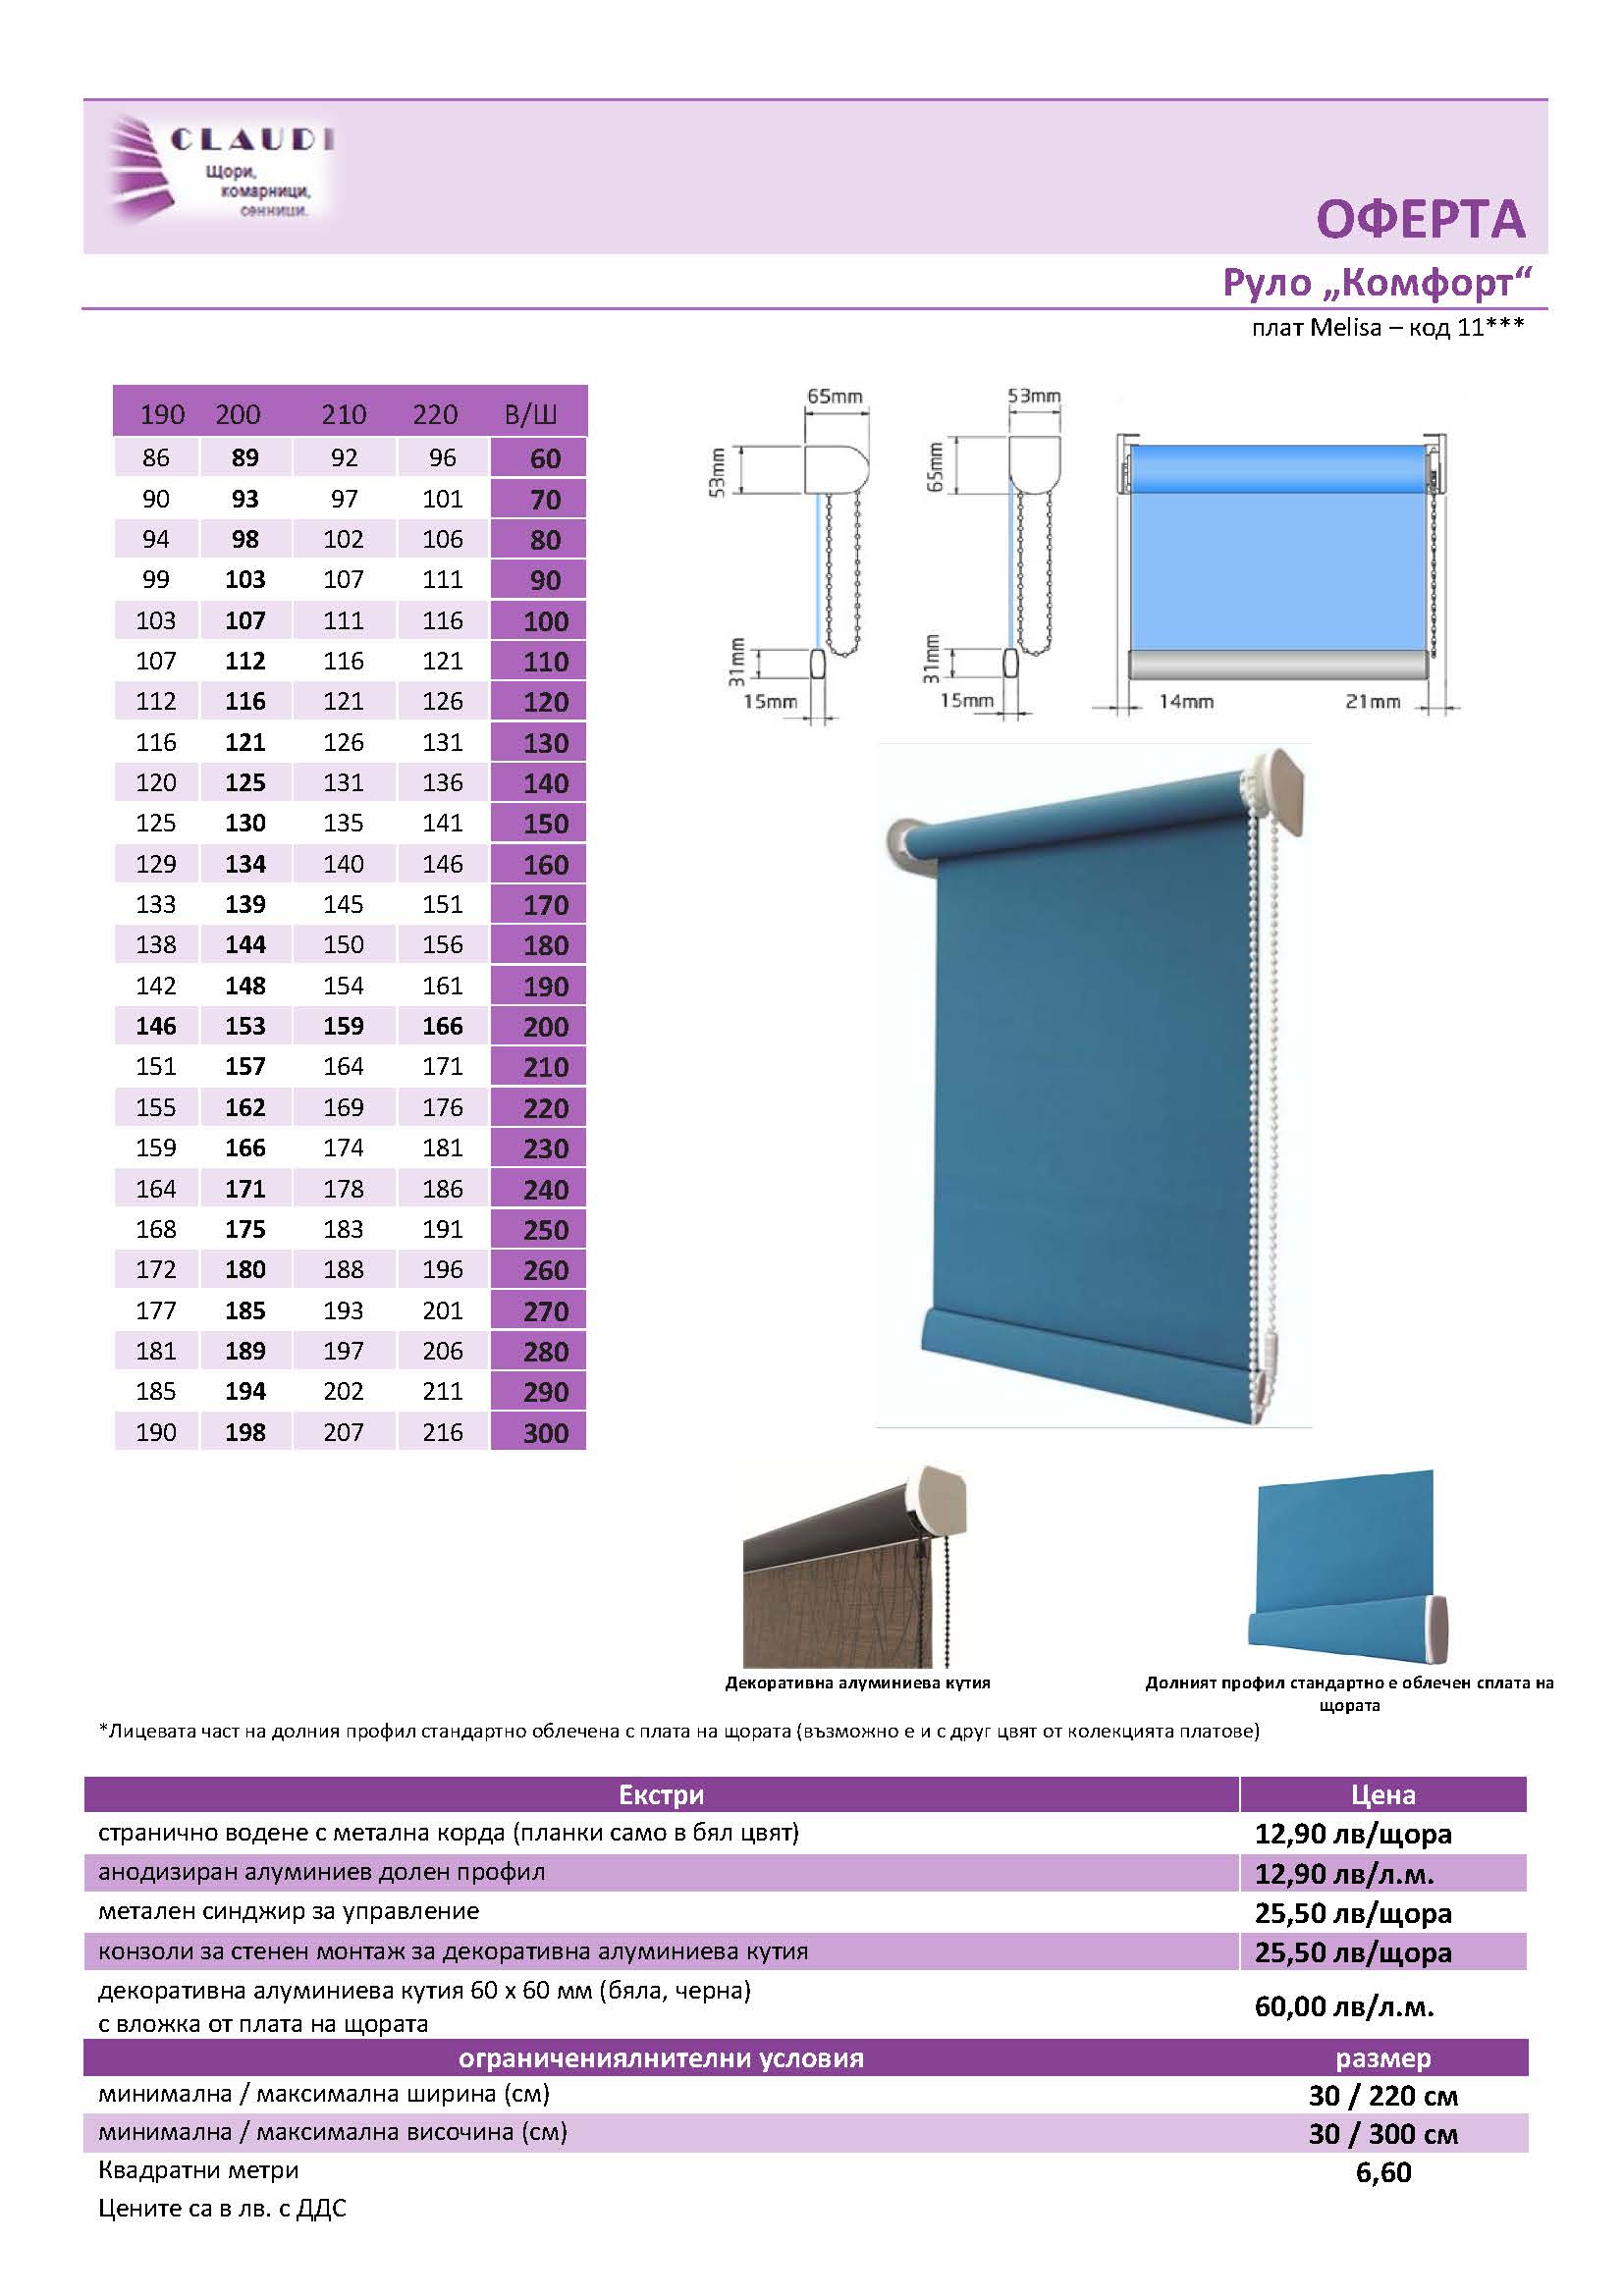 CLAUDI
Щори,
комарници,
сенници.
ОФЕРТА
Руло „Комфорт“
плат Melisa – код 11***
190 200 210 220 В/Ш
86 89 92 96 60
90 93 97 101 70
94 98 102 106 80
99 103 107 111 90
103 107 111 116 100
107 112 116 121 110
112 116 121 126 120
116 121 126 131 130
120 125 131 136 140
125 130 135 141 150
129 134 140 146 160
133 139 145 151 170
138 144 150 156 180
142 148 154 161 190
146 153 159 166 200
151 157 164 171 210
155 162 169 176 220
159 166 174 181 230
164 171 178 186 240
168 175 183 191 250
172 180 188 196 260
177 185 193 201 270
181 189 197 206 280
185 194 202 211 290
190 198 207 216 300
65mm
53mm
53mm
65mm
31mm
31mm
15mm
15mm
14mm
21mm
Декоративна алуминиева кутия
Долният профил стандартно е облечен сплата на
щората
*Лицевата част на долния профил стандартно облечена с плата на щората (възможно е и с друг цвят от колекцията платове)
Екстри Цена
странично водене с метална корда (планки само в бял цвят) 12,90 лв/щора
анодизиран алуминиев долен профил 12,90 лв/л.м.
метален синджир за управление 25,50 лв/щора
конзоли за стенен монтаж за декоративна алуминиева кутия 25,50 лв/щора
декоративна алуминиева кутия 60 х 60 мм (бяла, черна)
с вложка от плата на щората 60,00 лв/л.м.
ограниченияилнителни условия размер
минимална / максимална ширина (см) 30 / 220 см
минимална / максимална височина (см) 30 / 300 см
Квадратни метри 6,60
Цените са в лв. с ДДС